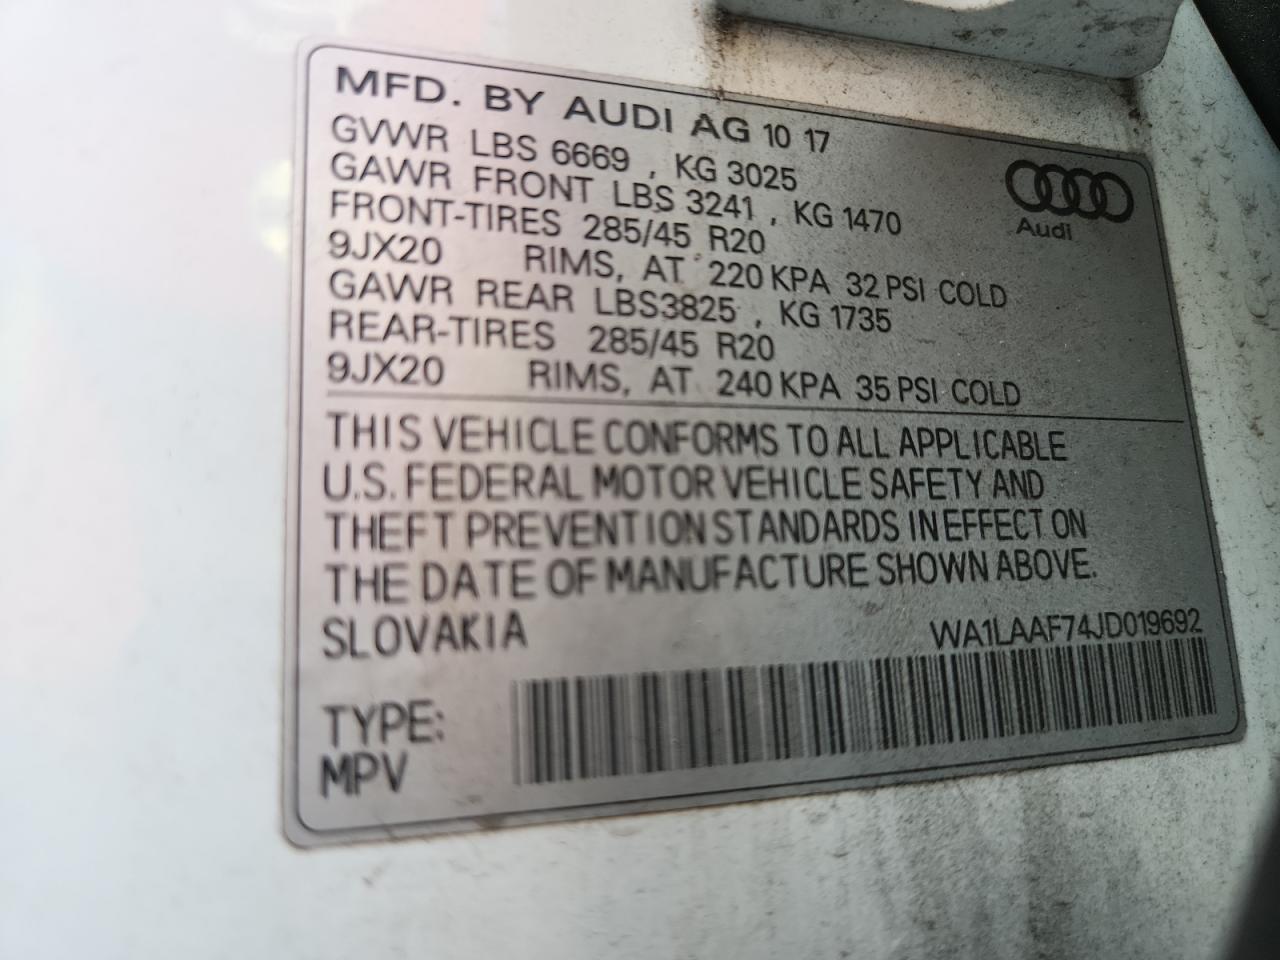 MFD. BY AUDI AG 10 17
GVWR LBS 6669 , KG 3025
GAWR FRONT LBS 3241 , KG 1470
FRONT-TIRES 285/45 R20
9JX20 RIMS, AT 220 KPA 32 PSI COLD
GAWR REAR LBS3825 , KG 1735
REAR-TIRES 285/45 R20
9JX20 RIMS, AT 240 KPA 35 PSI COLD
Audi
THIS VEHICLE CONFORMS TO ALL APPLICABLE
U.S. FEDERAL MOTOR VEHICLE SAFETY AND
THEFT PREVENTION STANDARDS IN EFFECT ON
THE DATE OF MANUFACTURE SHOWN ABOVE.
SLOVAKIA WA1LAAF74JD019692
TYPE:
MPV